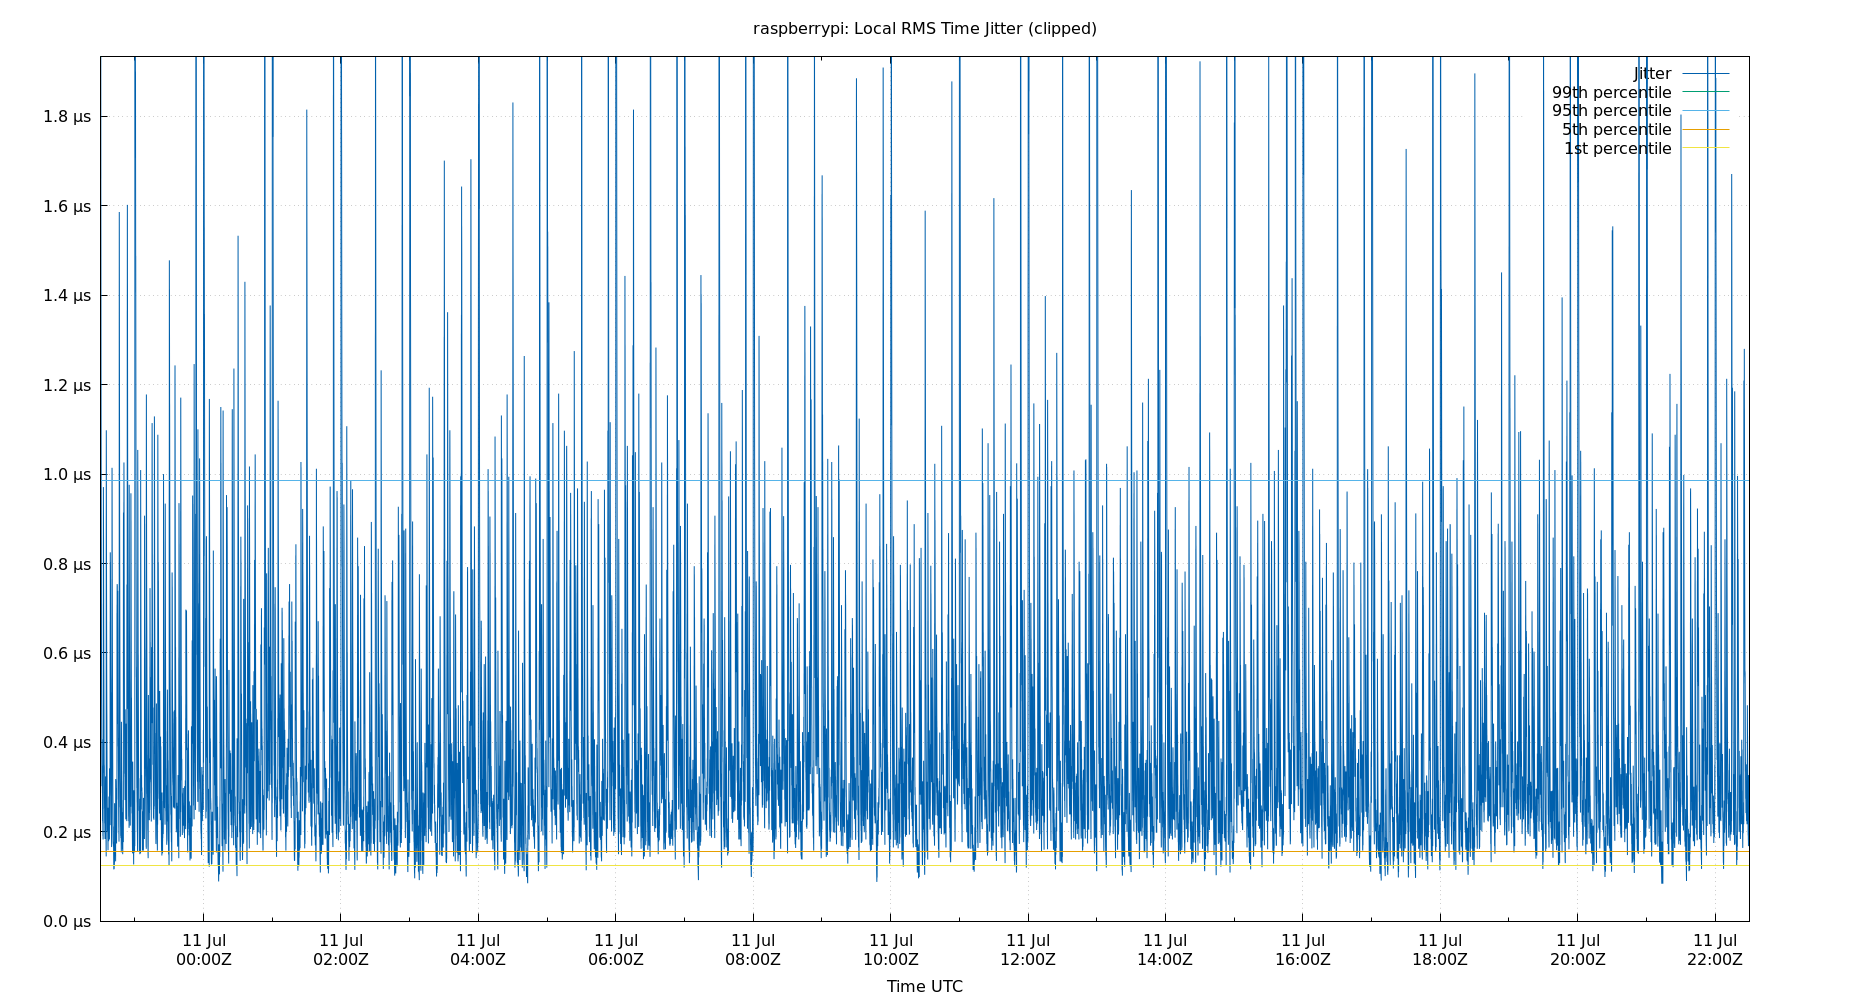 raspberrypi: Local RMS Time Jitter (clipped)
Jitter
99th percentile
95th percentile
5th percentile
1st percentile
1.8 µs
1.6 µs
1.4 µs
1.2 µs
1.0 µs
0.8 µs
0.6 µs
0.4 µs
0.2 µs
0.0 µs
11 Jul 11 Jul 11 Jul 11 Jul 11 Jul 11 Jul 11 Jul 11 Jul 11 Jul 11 Jul 11 Jul 11 Jul
00:00Z 02:00Z 04:00Z 06:00Z 08:00Z 10:00Z 12:00Z 14:00Z 16:00Z 18:00Z 20:00Z 22:00Z
Time UTC